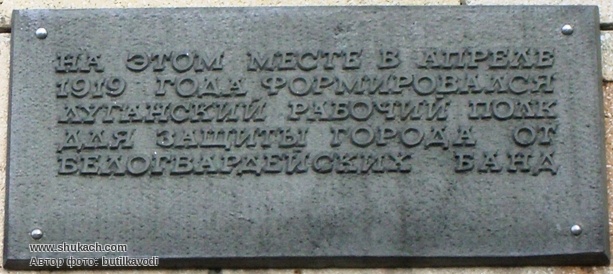 НА ЭТОМ МЕСТЕ В АПРЕЛЕ
1919 ГОДА ФОРМИРОВАЛСЯ
ЛУГАНСКИЙ РАБОЧИЙ ПОЛК
ДЛЯ ЗАЩИТЫ ГОРОДА ОТ
БЕЛОГВАРДЕЙСКИХ БАНД
www.shukach.com
Автор фото: butilkavodi